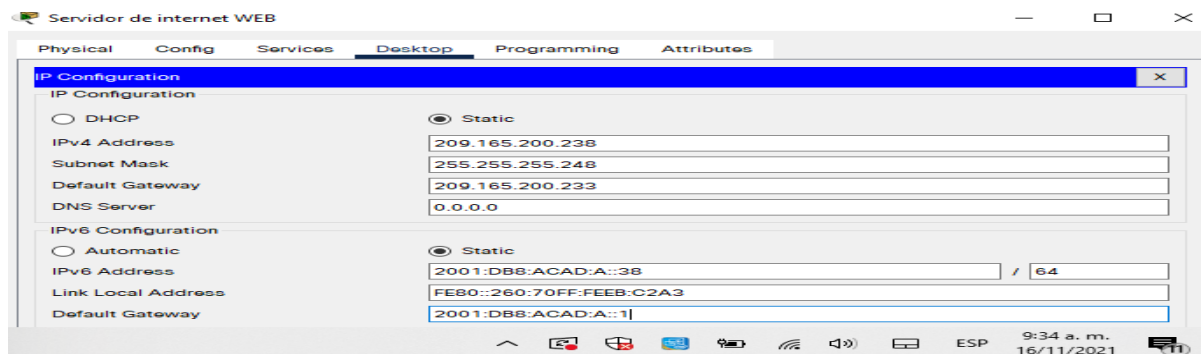 Servidor de internet WEB
Physical Config Services Desktop Programming Attributes
IP Configuration X
IP Configuration
DHCP Static
IPv4 Address 209.165.200.238
Subnet Mask 255.255.255.248
Default Gateway 209.165.200.233
DNS Server 0.0.0.0
IPv6 Configuration
Automatic Static
IPv6 Address 2001:DB8:ACAD:A::38 / 64
Link Local Address FE80::260:70FF:FEEB:C2A3
Default Gateway 2001:DB8:ACAD:A::1
ESP 9:34 a. m.
16/11/2021 11